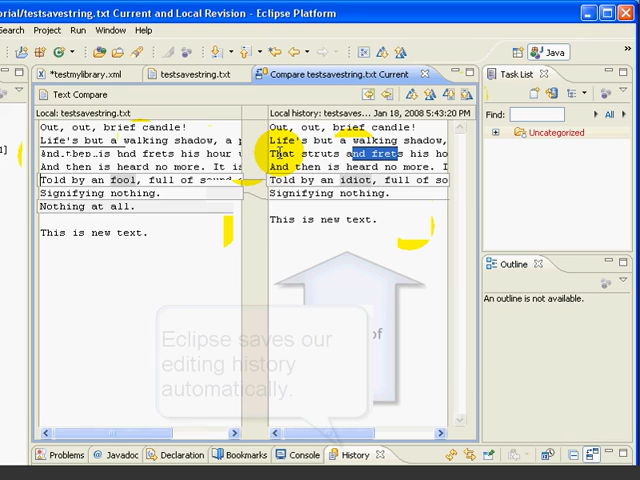 orial/testsavestring.txt Current and Local Revision - Eclipse Platform
Search Project Run Window Help
Java
*testmylibrary.xml testsavestring.txt Compare testsavestring.txt Current
Task List
Text Compare
Find: All
Local: testsavestring.txt
Local history: testsaves... Jan 18, 2008 5:43:20 PM
Uncategorized
Out, out, brief candle!
Life's but a walking shadow, a p
hnd frets his hour
And then is heard no more. It is
Told by an fool, full of
Signifying nothing.
Nothing at all.
This is new text.
Out, out, brief candle!
Life's but a walking shadow,
That struts and frets his ho
And then is heard no more. I
Told by an idiot, full of so
Signifying nothing.
This is new text.
Outline
An outline is not available.
of
Eclipse saves our
editing history
automatically.
Problems Javadoc Declaration Bookmarks Console History